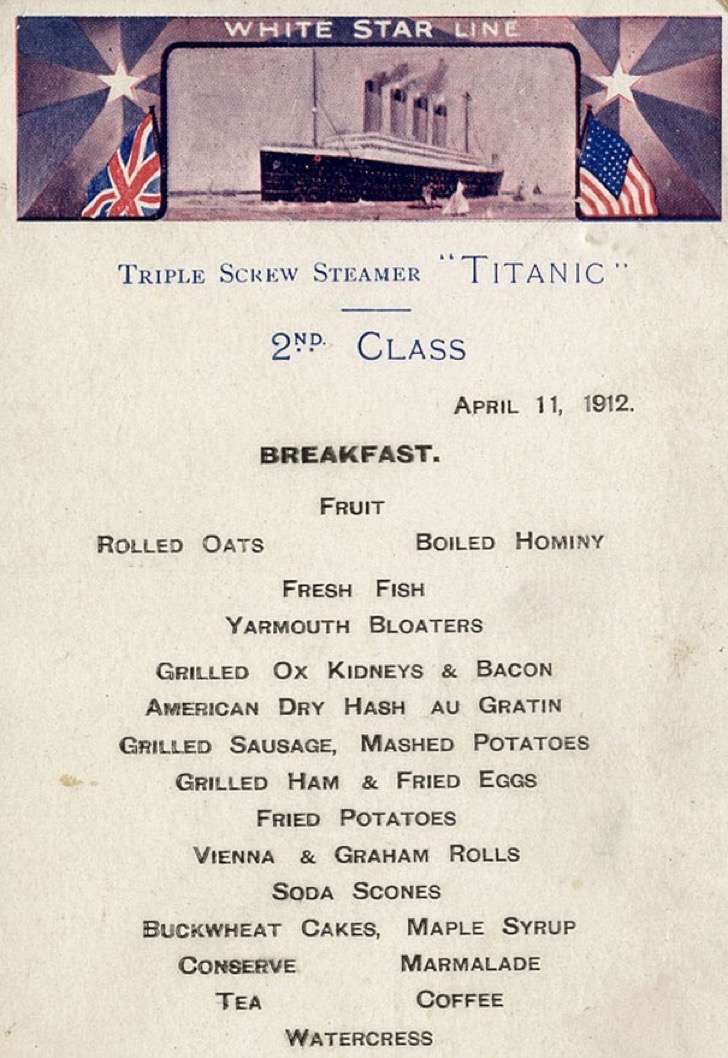 WHITE STAR LINE
TRIPLE SCREW STEAMER "TITANIC"
2ND. CLASS
APRIL 11, 1912.
BREAKFAST.
FRUIT
ROLLED OATS BOILED HOMINY
FRESH FISH
YARMOUTH BLOATERS
GRILLED OX KIDNEYS & BACON
AMERICAN DRY HASH AU GRATIN
GRILLED SAUSAGE, MASHED POTATOES
GRILLED HAM & FRIED EGGS
FRIED POTATOES
VIENNA & GRAHAM ROLLS
SODA SCONES
BUCKWHEAT CAKES, MAPLE SYRUP
CONSERVE MARMALADE
TEA COFFEE
WATERCRESS